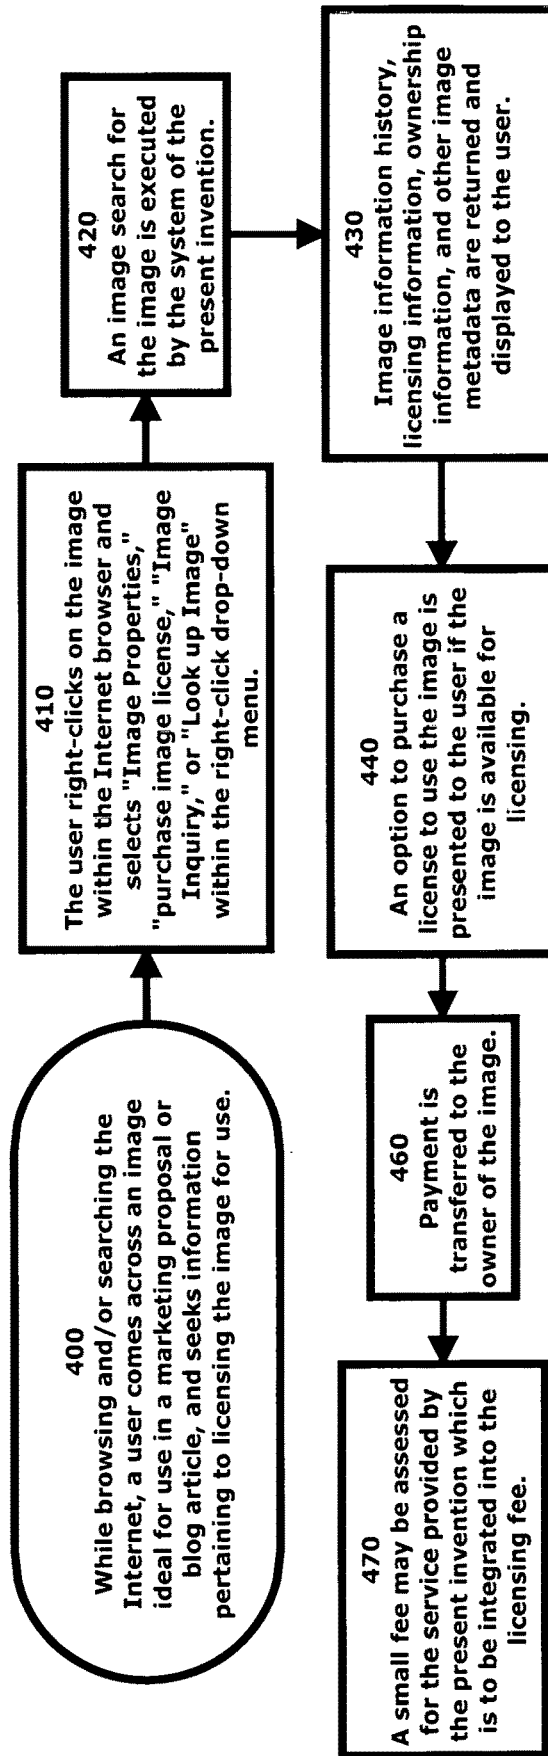 400
While browsing and/or searching the
Internet, a user comes across an image
ideal for use in a marketing proposal or
blog article, and seeks information
pertaining to licensing the image for use.
410
The user right-clicks on the image
within the Internet browser and
selects "Image Properties,"
"purchase image license," "Image
Inquiry," or "Look up Image"
within the right-click drop-down
menu.
420
An image search for
the image is executed
by the system of the
present invention.
430
Image information history,
licensing information, ownership
information, and other image
metadata are returned and
displayed to the user.
440
An option to purchase a
license to use the image is
presented to the user if the
image is available for
licensing.
460
Payment is
transferred to the
owner of the image.
470
A small fee may be assessed
for the service provided by
the present invention which
is to be integrated into the
licensing fee.